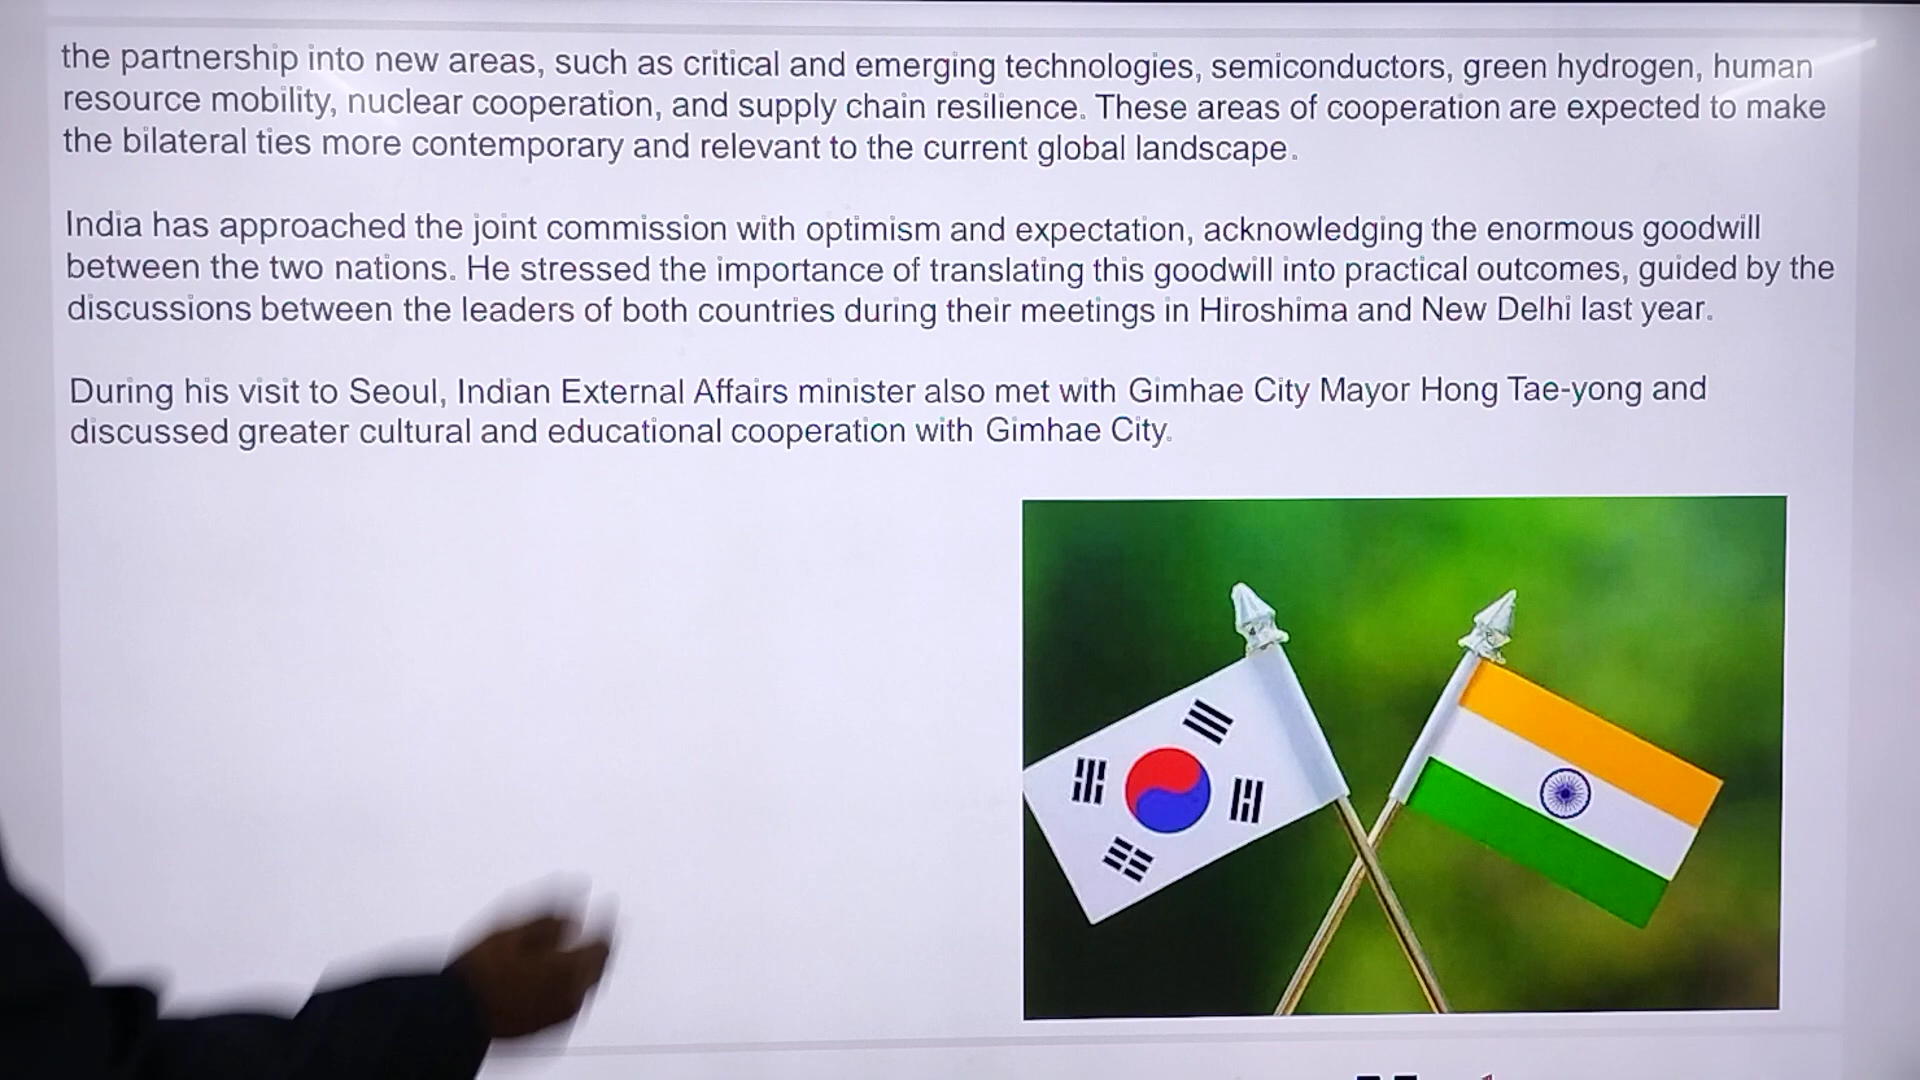 the partnership into new areas, such as critical and emerging technologies, semiconductors, green hydrogen, human
resource mobility, nuclear cooperation, and supply chain resilience. These areas of cooperation are expected to make
the bilateral ties more contemporary and relevant to the current global landscape.
India has approached the joint commission with optimism and expectation, acknowledging the enormous goodwill
between the two nations. He stressed the importance of translating this goodwill into practical outcomes, guided by the
discussions between the leaders of both countries during their meetings in Hiroshima and New Delhi last year.
During his visit to Seoul, Indian External Affairs minister also met with Gimhae City Mayor Hong Tae-yong and
discussed greater cultural and educational cooperation with Gimhae City.